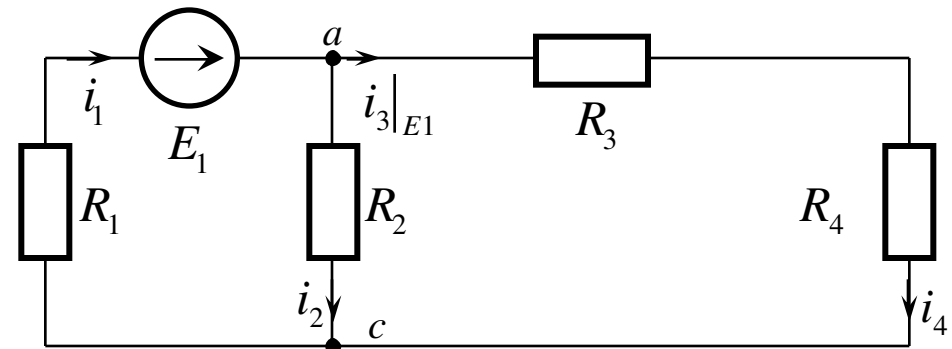 a
i₁
i₃|E1
E₁
R₃
R₁
R₂
R₄
i₂
c
i₄